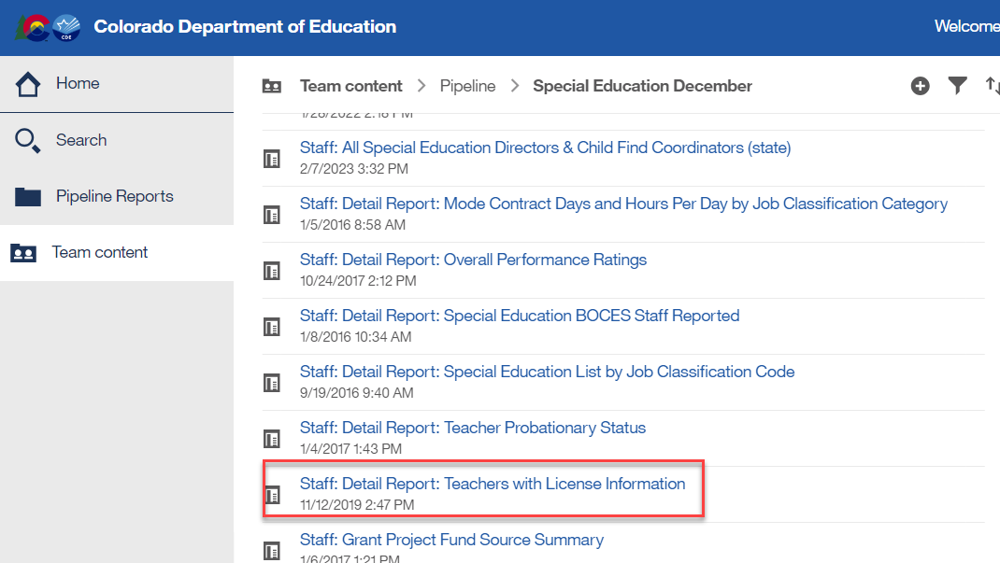 CDE
Colorado Department of Education
Welcome
Home
Search
Pipeline Reports
Team content
Team content > Pipeline > Special Education December
1/28/2022 2:18 PM
Staff: All Special Education Directors & Child Find Coordinators (state)
2/7/2023 3:32 PM
Staff: Detail Report: Mode Contract Days and Hours Per Day by Job Classification Category
1/5/2016 8:58 AM
Staff: Detail Report: Overall Performance Ratings
10/24/2017 2:12 PM
Staff: Detail Report: Special Education BOCES Staff Reported
1/8/2016 10:34 AM
Staff: Detail Report: Special Education List by Job Classification Code
9/19/2016 9:40 AM
Staff: Detail Report: Teacher Probationary Status
1/4/2017 1:43 PM
Staff: Detail Report: Teachers with License Information
11/12/2019 2:47 PM
Staff: Grant Project Fund Source Summary
1/6/2017 1:21 PM